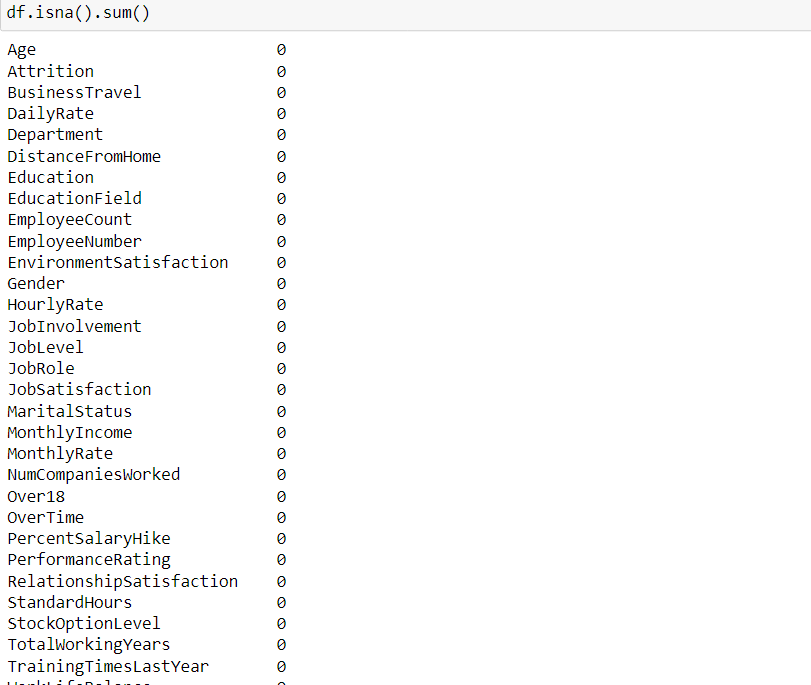 df.isna().sum()
Age 0
Attrition 0
BusinessTravel 0
DailyRate 0
Department 0
DistanceFromHome 0
Education 0
EducationField 0
EmployeeCount 0
EmployeeNumber 0
EnvironmentSatisfaction 0
Gender 0
HourlyRate 0
JobInvolvement 0
JobLevel 0
JobRole 0
JobSatisfaction 0
MaritalStatus 0
MonthlyIncome 0
MonthlyRate 0
NumCompaniesWorked 0
Over18 0
OverTime 0
PercentSalaryHike 0
PerformanceRating 0
RelationshipSatisfaction 0
StandardHours 0
StockOptionLevel 0
TotalWorkingYears 0
TrainingTimesLastYear 0